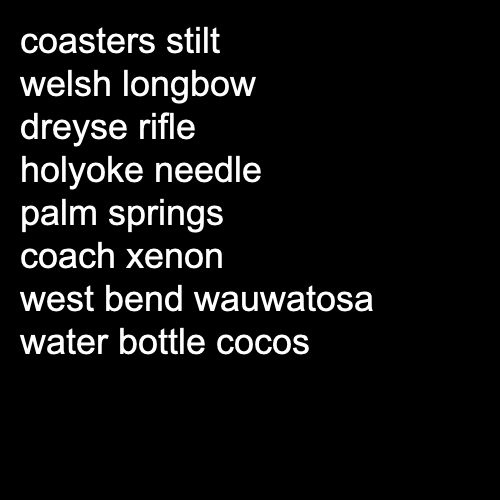 coasters stilt
welsh longbow
dreyse rifle
holyoke needle
palm springs
coach xenon
west bend wauwatosa
water bottle cocos